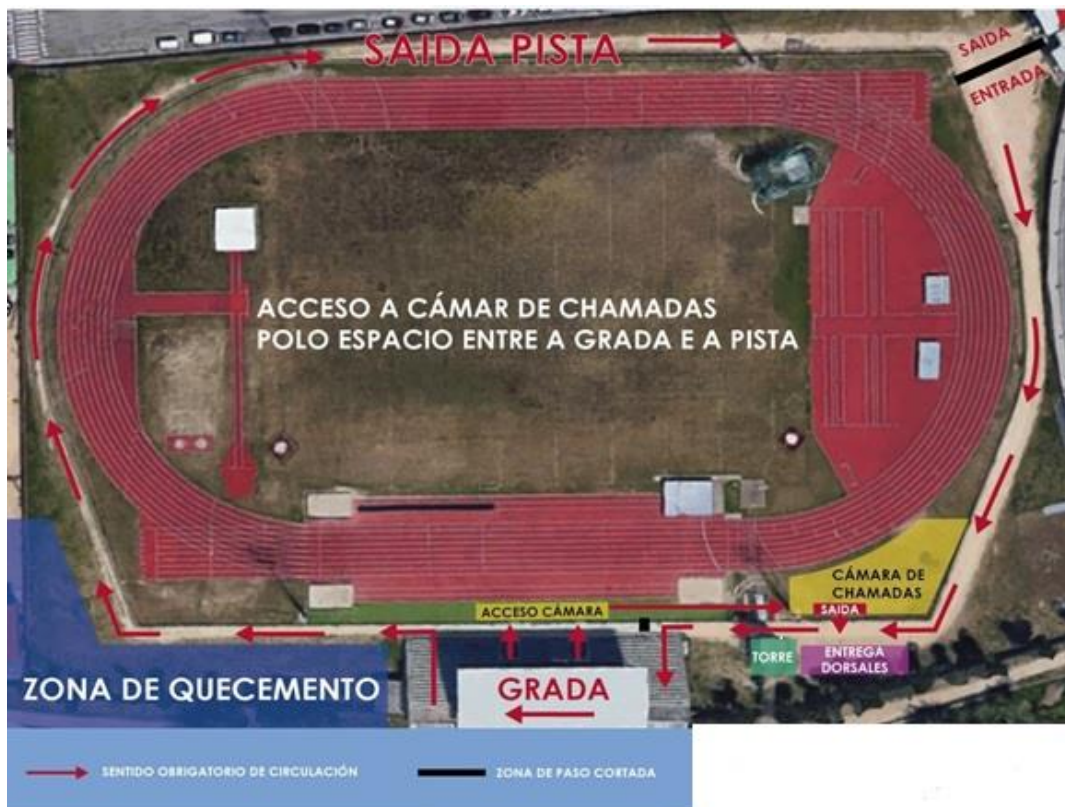 SAIDA PISTA
SAIDA
ENTRADA
ACCESO A CÁMAR DE CHAMADAS
POLO ESPACIO ENTRE A GRADA E A PISTA
CÁMARA DE
CHAMADAS
ACCESO CÁMARA
SAIDA
TORRE
ENTREGA
DORSALES
ZONA DE QUECEMENTO
GRADA
SENTIDO OBRIGATORIO DE CIRCULACIÓN
ZONA DE PASO CORTADA